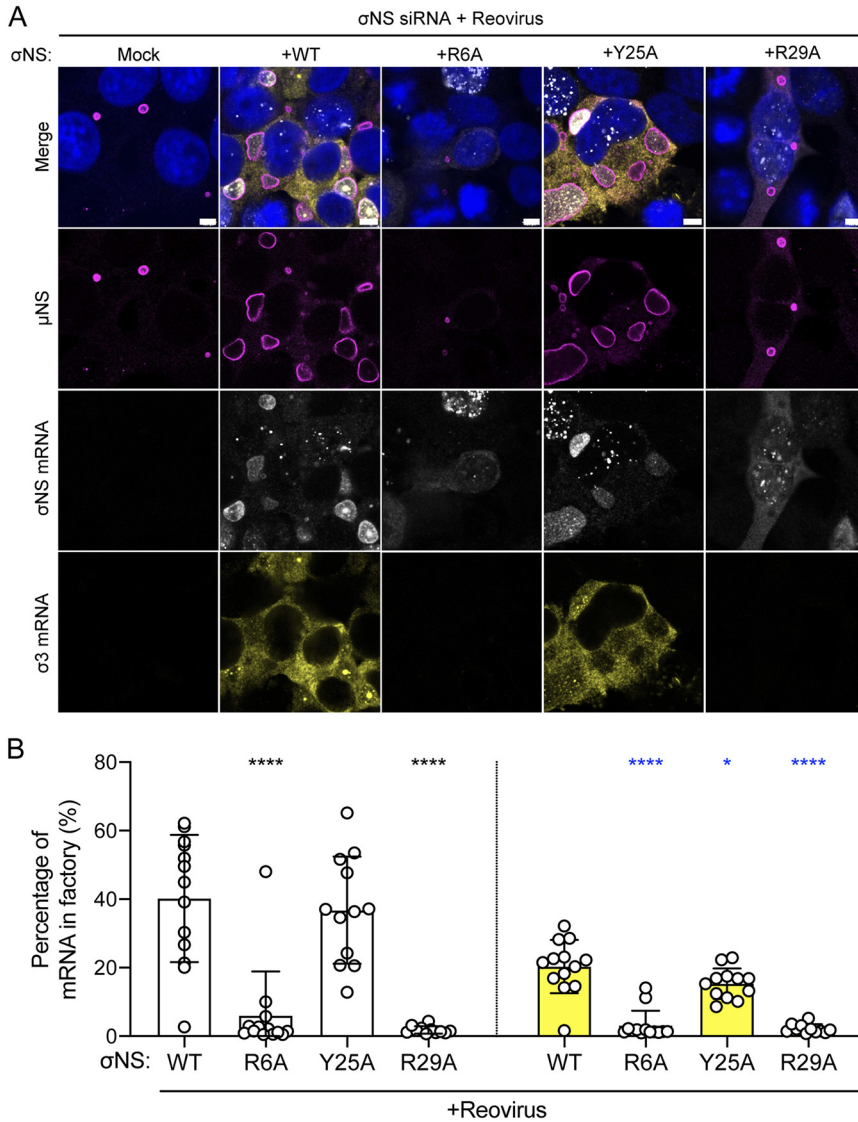 A
σNS siRNA + Reovirus
σNS: Mock +WT +R6A +Y25A +R29A
Merge
μNS
σNS mRNA
σ3 mRNA
B
Percentage of
mRNA in factory (%)
80
60
40
20
0
**** **** **** * ****
σNS: WT R6A Y25A R29A WT R6A Y25A R29A
+Reovirus